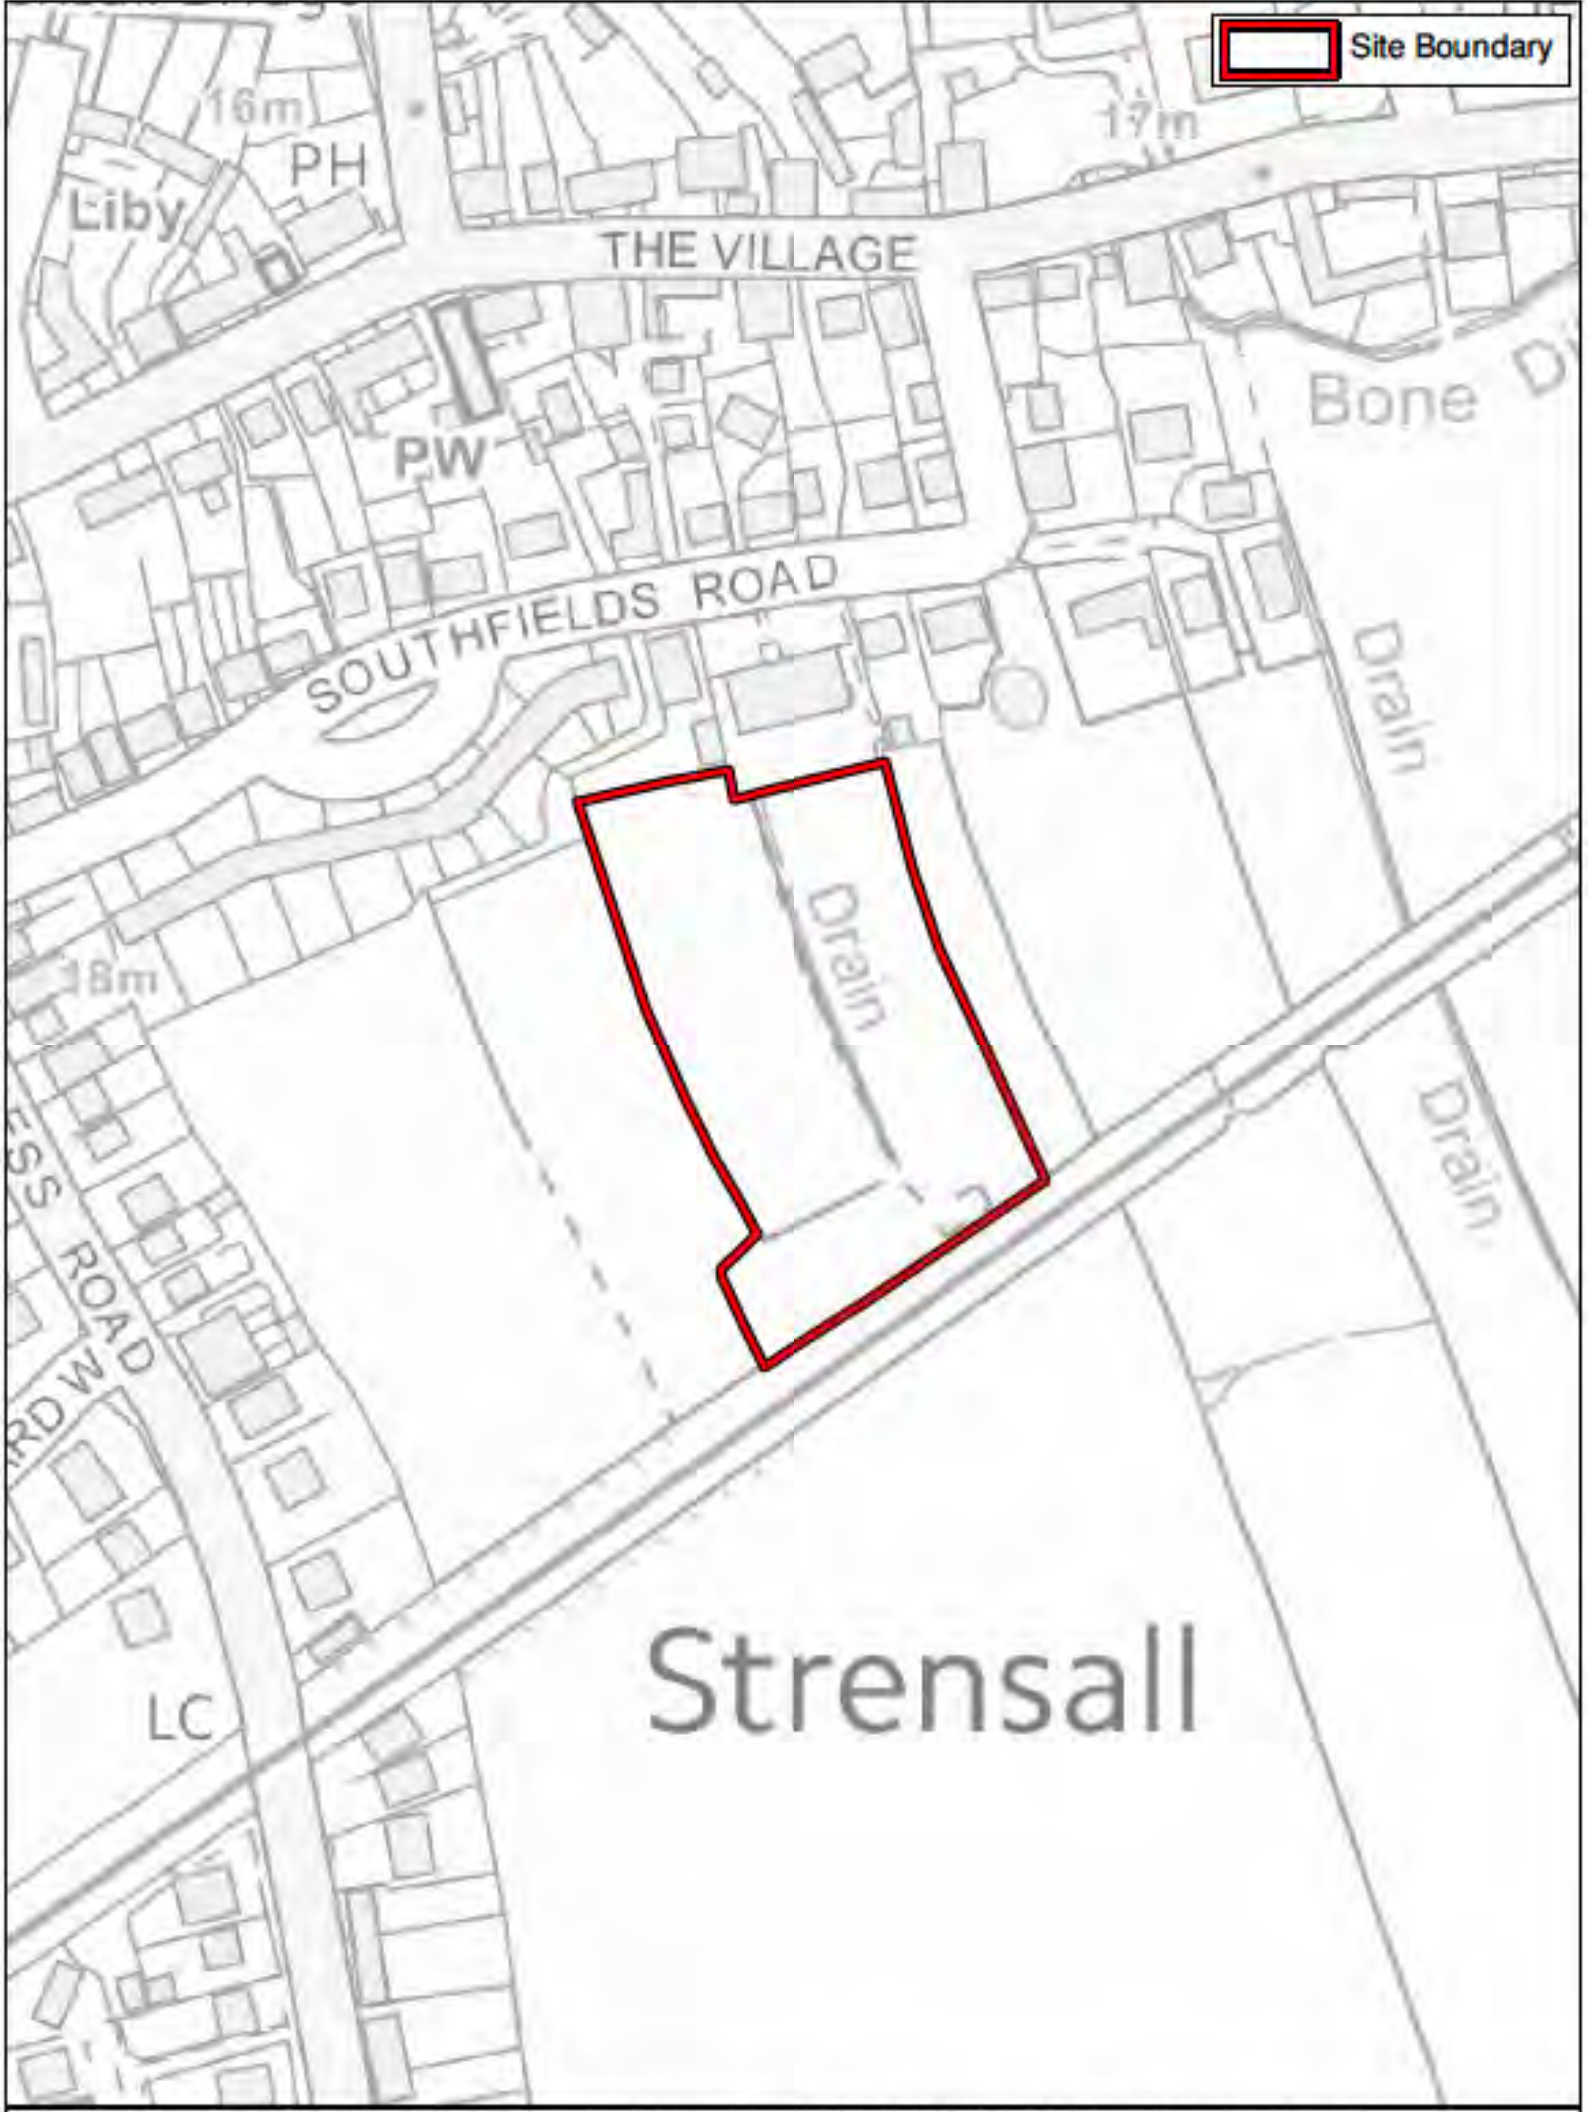 Site Boundary
16m
17m
PH
Liby
THE VILLAGE
Bone
PW
SOUTHFIELDS ROAD
Drain
Drain
18m
Drain
ROAD
LC
Strensall